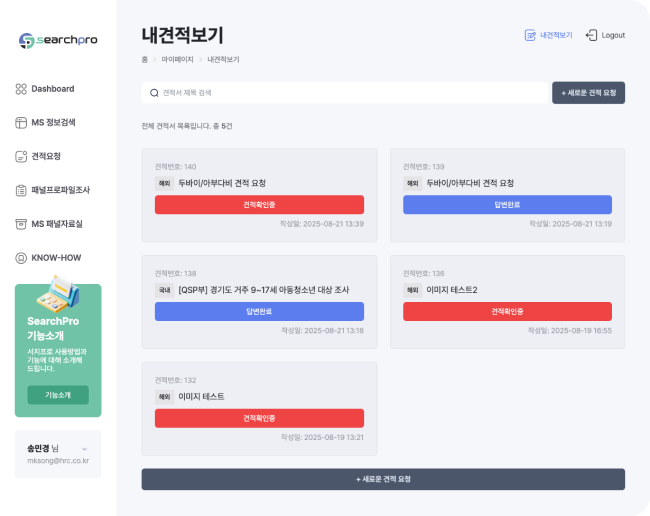 searchpro
Dashboard
MS 정보검색
견적요청
패널프로파일조사
MS 패널자료실
KNOW-HOW
SearchPro
기능소개
서치프로 사용방법과
기능에 대해 소개해
드립니다.
기능소개
송민경 님
mksong@hrc.co.kr
내견적보기
내견적보기
Logout
홈 > 마이페이지 > 내견적보기
견적서 제목 검색
+ 새로운 견적 요청
전체 견적서 목록입니다. 총 5건
견적번호: 140
해외 두바이/아부다비 견적 요청
견적확인중
작성일: 2025-08-21 13:39
견적번호: 139
해외 두바이/아부다비 견적 요청
답변완료
작성일: 2025-08-21 13:19
견적번호: 138
국내 [QSP부] 경기도 거주 9~17세 아동청소년 대상 조사
답변완료
작성일: 2025-08-21 13:18
견적번호: 136
해외 이미지 테스트2
견적확인중
작성일: 2025-08-19 16:55
견적번호: 132
해외 이미지 테스트
견적확인중
작성일: 2025-08-19 13:21
+ 새로운 견적 요청